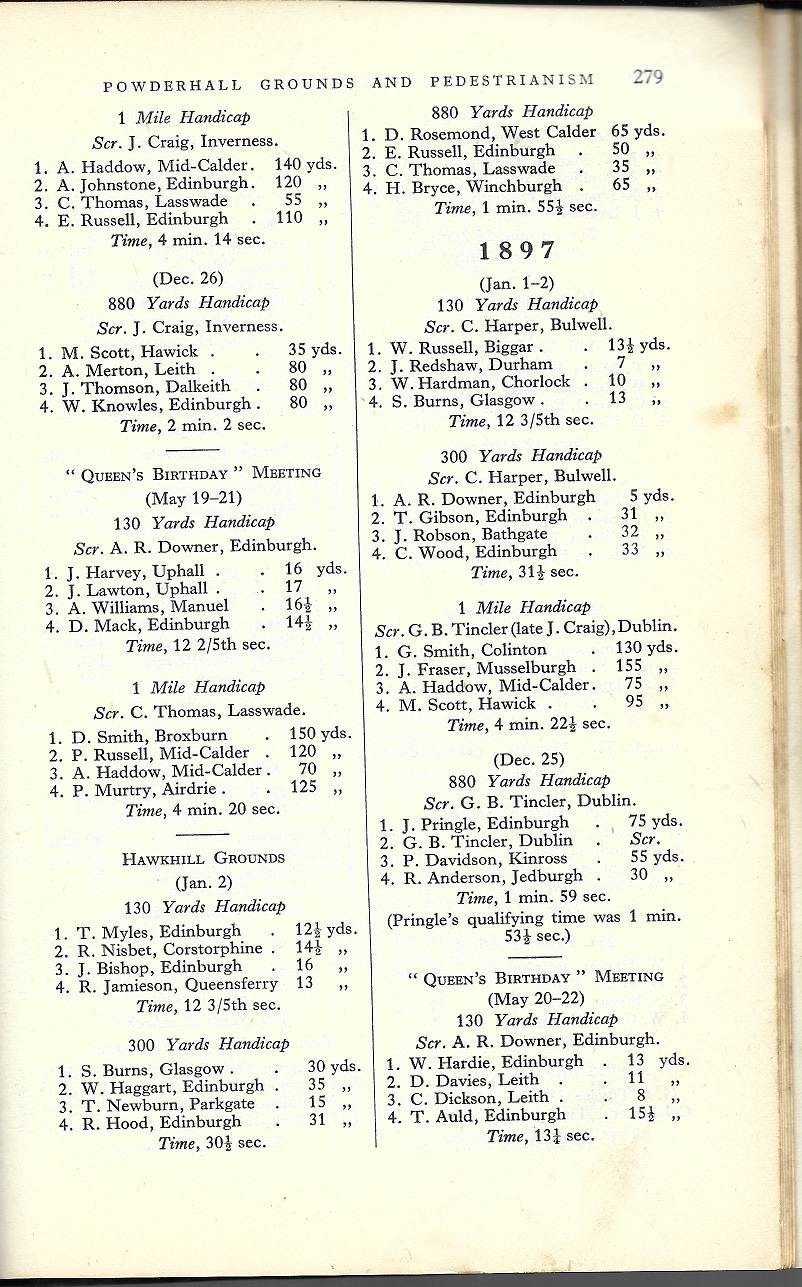 POWDERHALL GROUNDS AND PEDESTRIANISM 279
1 Mile Handicap
Scr. J. Craig, Inverness.
1. A. Haddow, Mid-Calder. 140 yds.
2. A. Johnstone, Edinburgh. 120 ,,
3. C. Thomas, Lasswade . 55 ,,
4. E. Russell, Edinburgh . 110 ,,
Time, 4 min. 14 sec.
(Dec. 26)
880 Yards Handicap
Scr. J. Craig, Inverness.
1. M. Scott, Hawick . . 35 yds.
2. A. Merton, Leith . . 80 ,,
3. J. Thomson, Dalkeith . 80 ,,
4. W. Knowles, Edinburgh . 80 ,,
Time, 2 min. 2 sec.
“ QUEEN'S BIRTHDAY ” MEETING
(May 19–21)
130 Yards Handicap
Scr. A. R. Downer, Edinburgh.
1. J. Harvey, Uphall . . 16 yds.
2. J. Lawton, Uphall . . 17 ,,
3. A. Williams, Manuel . 16½ ,,
4. D. Mack, Edinburgh . 14½ ,,
Time, 12 2/5th sec.
1 Mile Handicap
Scr. C. Thomas, Lasswade.
1. D. Smith, Broxburn . 150 yds.
2. P. Russell, Mid-Calder . 120 ,,
3. A. Haddow, Mid-Calder . 70 ,,
4. P. Murtry, Airdrie . . 125 ,,
Time, 4 min. 20 sec.
HAWKHILL GROUNDS
(Jan. 2)
130 Yards Handicap
1. T. Myles, Edinburgh . 12½ yds.
2. R. Nisbet, Corstorphine . 14½ ,,
3. J. Bishop, Edinburgh . 16 ,,
4. R. Jamieson, Queensferry 13 ,,
Time, 12 3/5th sec.
300 Yards Handicap
1. S. Burns, Glasgow . . 30 yds.
2. W. Haggart, Edinburgh . 35 ,,
3. T. Newburn, Parkgate . 15 ,,
4. R. Hood, Edinburgh . 31 ,,
Time, 30½ sec.
880 Yards Handicap
1. D. Rosemond, West Calder 65 yds.
2. E. Russell, Edinburgh . 50 ,,
3. C. Thomas, Lasswade . 35 ,,
4. H. Bryce, Winchburgh . 65 ,,
Time, 1 min. 55½ sec.
1897
(Jan. 1–2)
130 Yards Handicap
Scr. C. Harper, Bulwell.
1. W. Russell, Biggar . . 13½ yds.
2. J. Redshaw, Durham . 7 ,,
3. W. Hardman, Chorlock . 10 ,,
4. S. Burns, Glasgow . . 13 ,,
Time, 12 3/5th sec.
300 Yards Handicap
Scr. C. Harper, Bulwell.
1. A. R. Downer, Edinburgh 5 yds.
2. T. Gibson, Edinburgh . 31 ,,
3. J. Robson, Bathgate . 32 ,,
4. C. Wood, Edinburgh . 33 ,,
Time, 31½ sec.
1 Mile Handicap
Scr. G. B. Tincler (late J. Craig), Dublin.
1. G. Smith, Colinton . 130 yds.
2. J. Fraser, Musselburgh . 155 ,,
3. A. Haddow, Mid-Calder. 75 ,,
4. M. Scott, Hawick . . 95 ,,
Time, 4 min. 22½ sec.
(Dec. 25)
880 Yards Handicap
Scr. G. B. Tincler, Dublin.
1. J. Pringle, Edinburgh . 75 yds.
2. G. B. Tincler, Dublin . Scr.
3. P. Davidson, Kinross . 55 yds.
4. R. Anderson, Jedburgh . 30 ,,
Time, 1 min. 59 sec.
(Pringle's qualifying time was 1 min.
53½ sec.)
“ QUEEN'S BIRTHDAY ” MEETING
(May 20–22)
130 Yards Handicap
Scr. A. R. Downer, Edinburgh.
1. W. Hardie, Edinburgh . 13 yds.
2. D. Davies, Leith . . 11 ,,
3. C. Dickson, Leith . . 8 ,,
4. T. Auld, Edinburgh . 15½ ,,
Time, 13¼ sec.